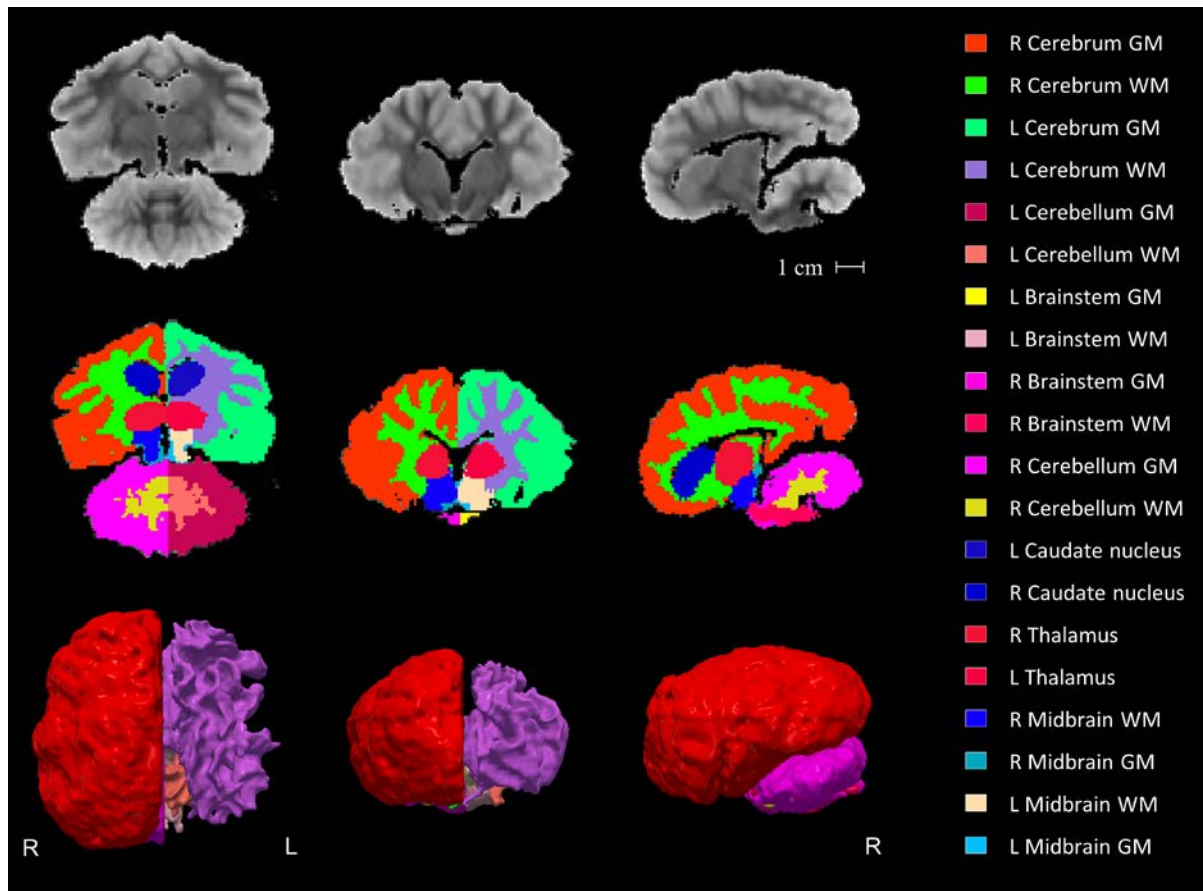 1 cm
R
L
R
R Cerebrum GM
R Cerebrum WM
L Cerebrum GM
L Cerebrum WM
L Cerebellum GM
L Cerebellum WM
L Brainstem GM
L Brainstem WM
R Brainstem GM
R Brainstem WM
R Cerebellum GM
R Cerebellum WM
L Caudate nucleus
R Caudate nucleus
R Thalamus
L Thalamus
R Midbrain WM
R Midbrain GM
L Midbrain WM
L Midbrain GM